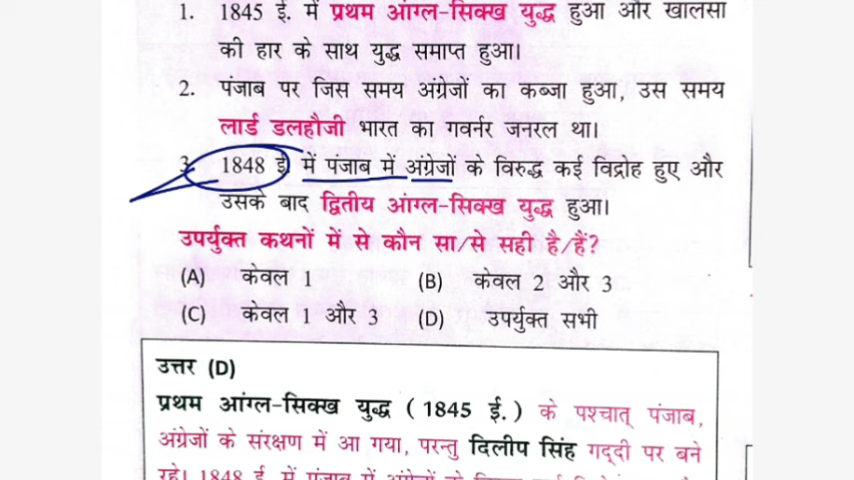 1. 1845 ई. में प्रथम आंग्ल-सिक्ख युद्ध हुआ और खालसा
की हार के साथ युद्ध समाप्त हुआ।
2. पंजाब पर जिस समय अंग्रेजों का कब्जा हुआ, उस समय
लार्ड डलहौजी भारत का गवर्नर जनरल था।
3. 1848 ई. में पंजाब में अंग्रेजों के विरुद्ध कई विद्रोह हुए और
उसके बाद द्वितीय आंग्ल-सिक्ख युद्ध हुआ।
उपर्युक्त कथनों में से कौन सा/से सही है/हैं?
(A) केवल 1 (B) केवल 2 और 3
(C) केवल 1 और 3 (D) उपर्युक्त सभी
उत्तर (D)
प्रथम आंग्ल-सिक्ख युद्ध ( 1845 ई. ) के पश्चात् पंजाब,
अंग्रेजों के संरक्षण में आ गया, परन्तु दिलीप सिंह गद्दी पर बने
रहे। 1848 ई. में पंजाब में अंग्रेजों